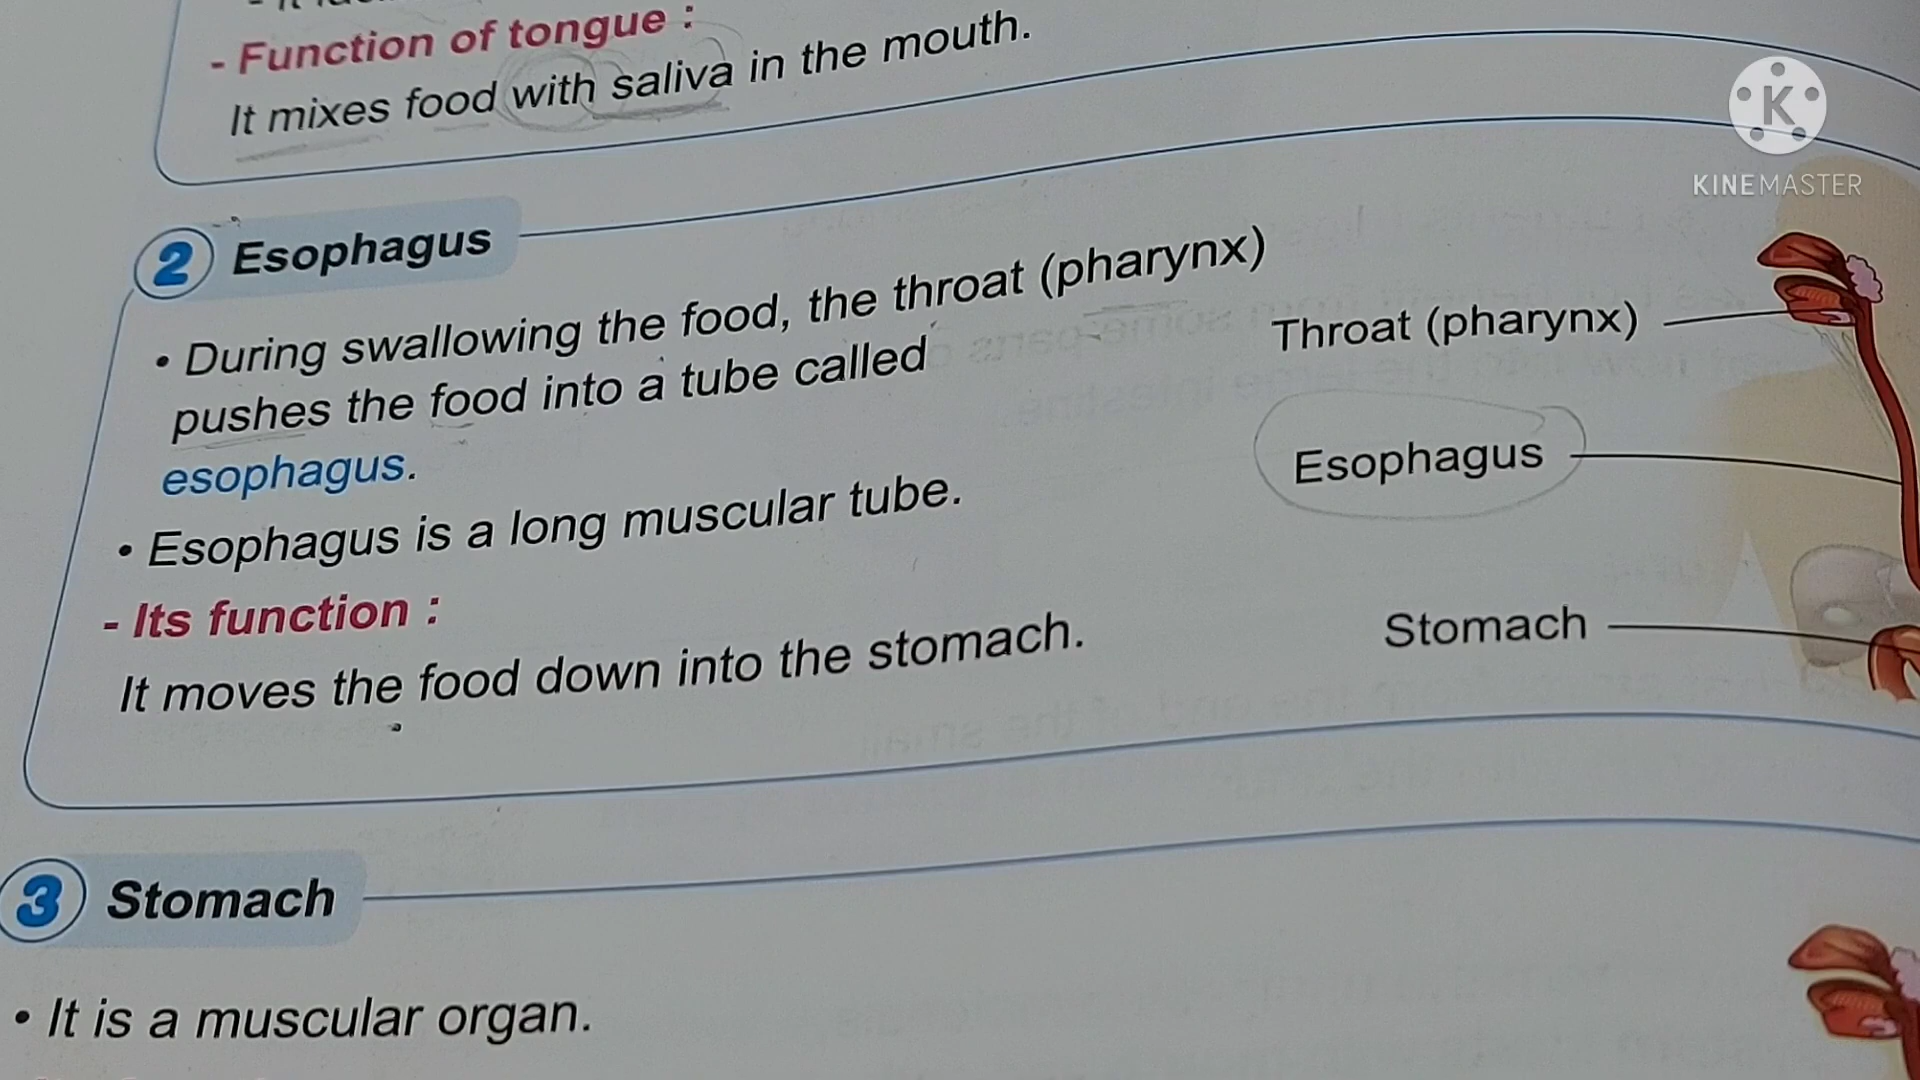 - Function of tongue :
It mixes food with saliva in the mouth.
K
KINEMASTER
2 Esophagus
• During swallowing the food, the throat (pharynx)
pushes the food into a tube called
esophagus.
• Esophagus is a long muscular tube.
- Its function :
It moves the food down into the stomach.
Throat (pharynx)
Esophagus
Stomach
3 Stomach
• It is a muscular organ.